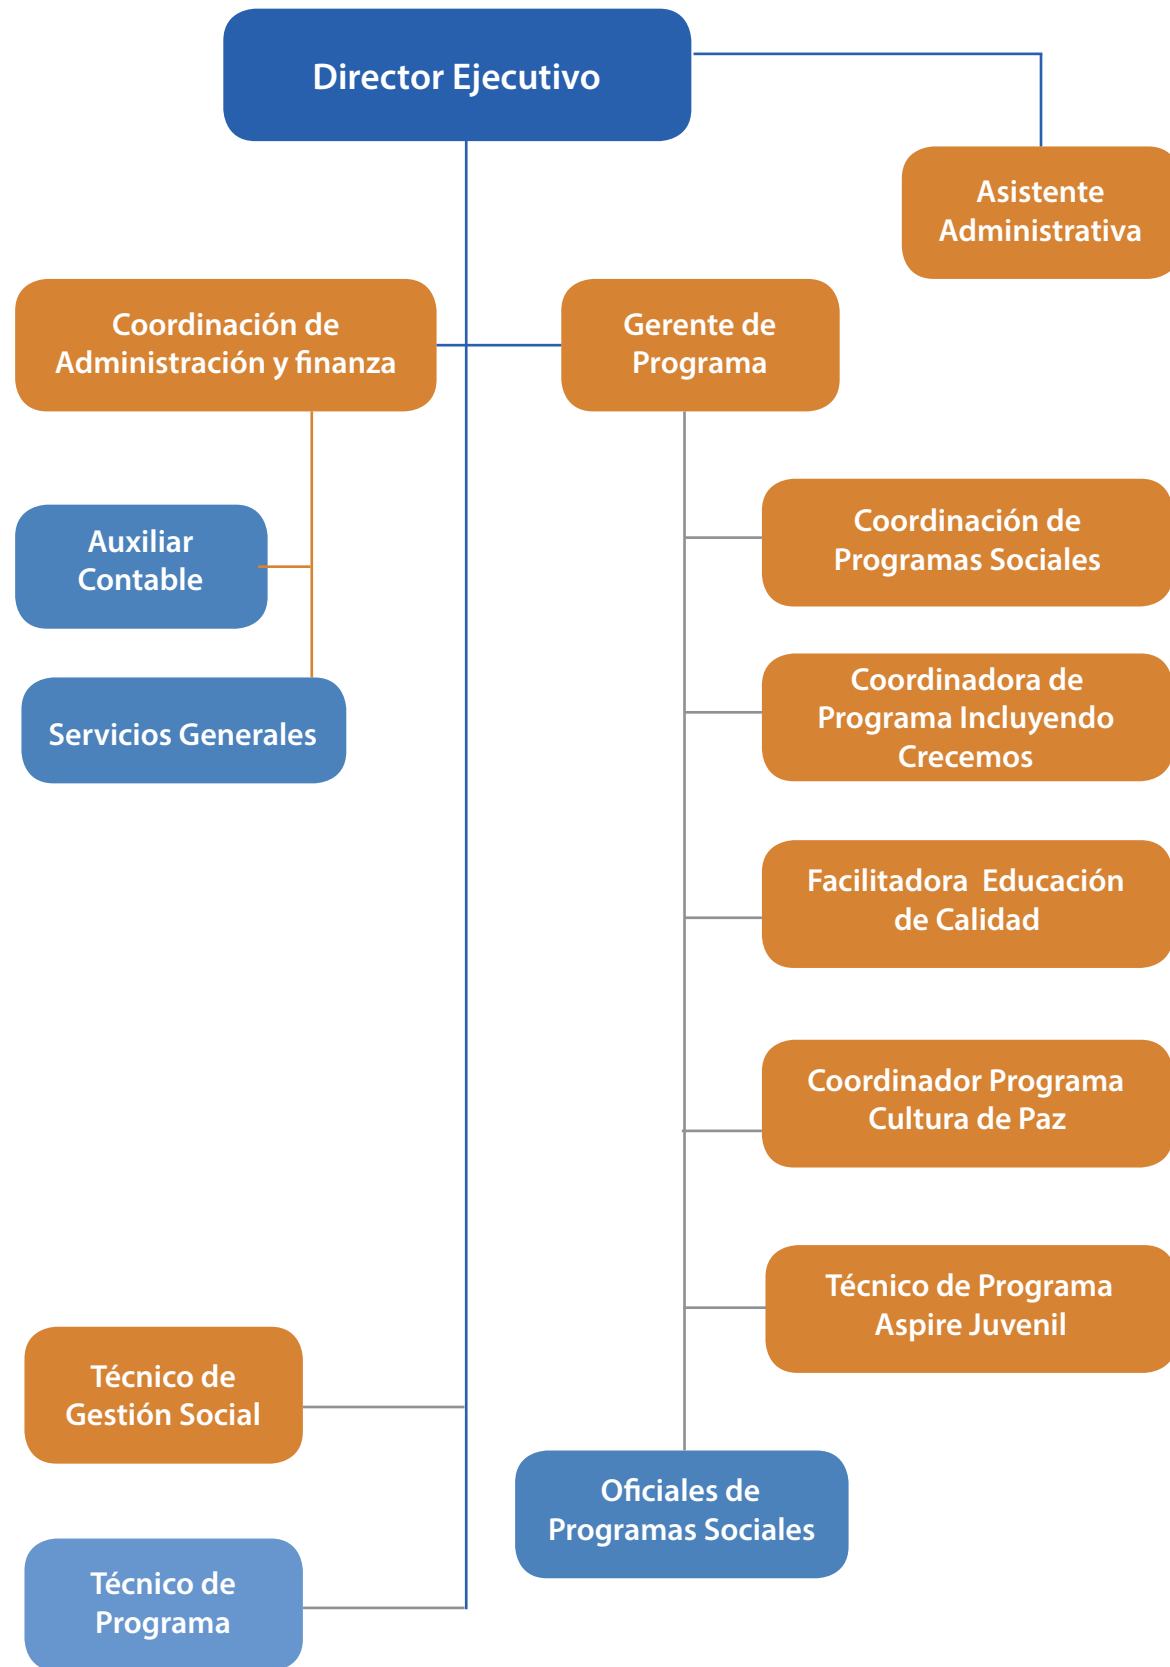 Director Ejecutivo
Asistente
Administrativa
Coordinación de
Administración y finanza
Gerente de
Programa
Auxiliar
Contable
Servicios Generales
Coordinación de
Programas Sociales
Coordinadora de
Programa Incluyendo
Crecemos
Facilitadora Educación
de Calidad
Coordinador Programa
Cultura de Paz
Técnico de Programa
Aspire Juvenil
Técnico de
Gestión Social
Oficiales de
Programas Sociales
Técnico de
Programa